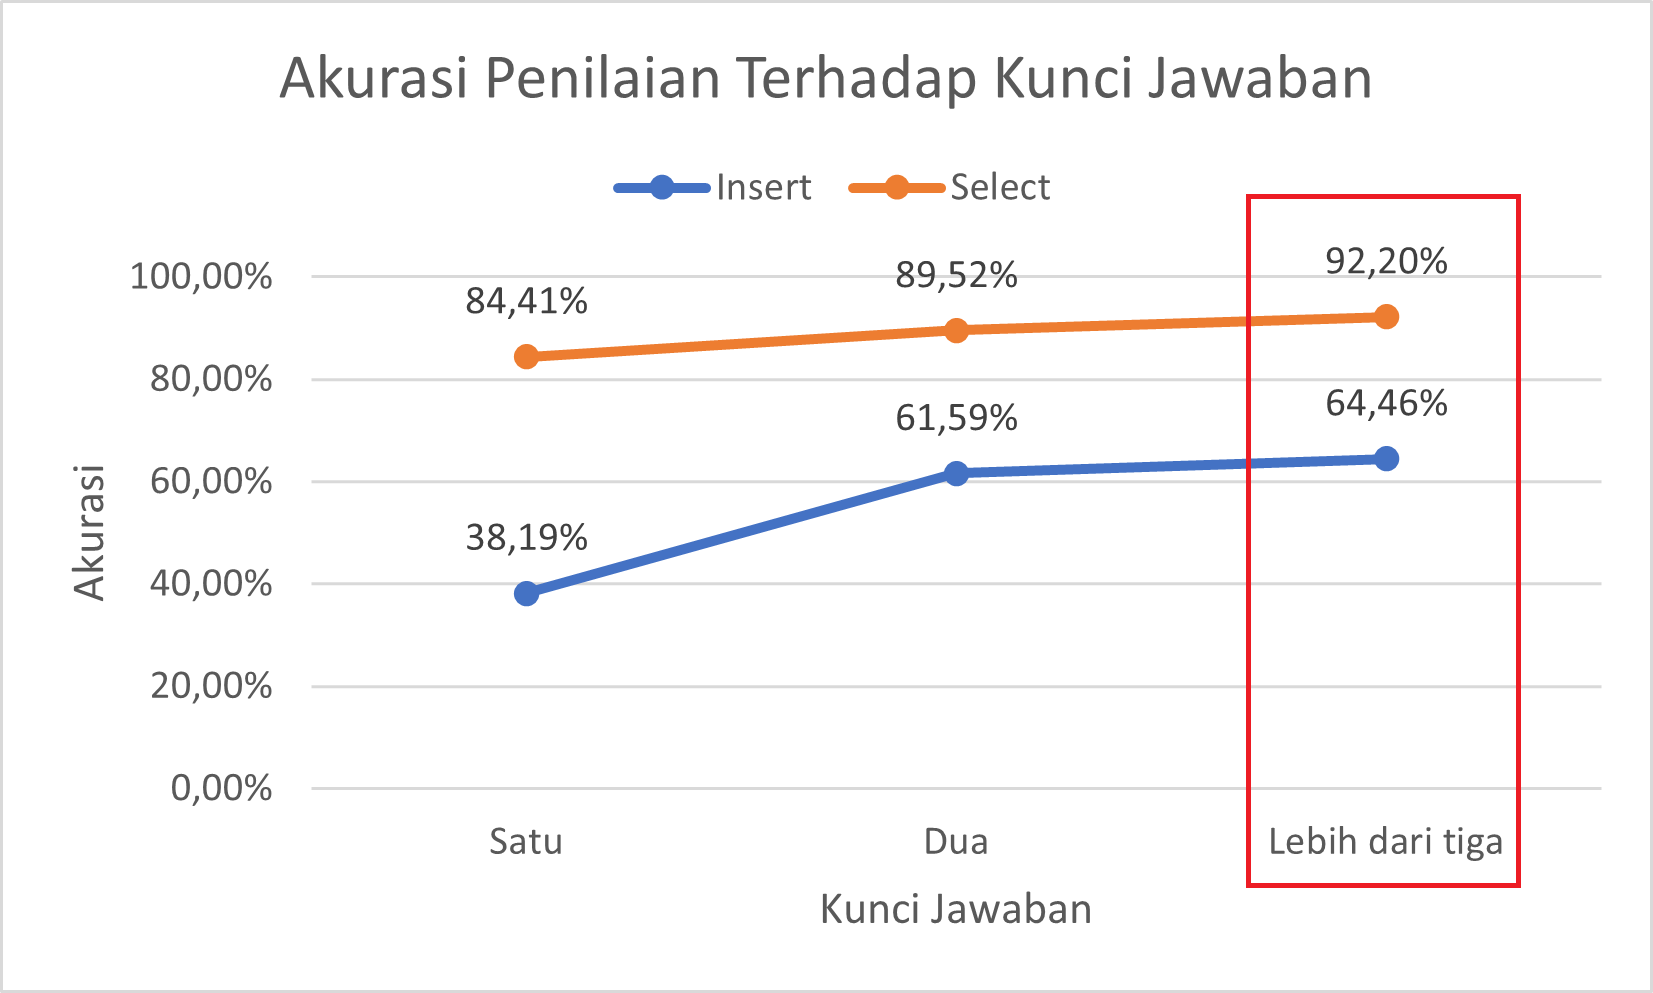 Akurasi Penilaian Terhadap Kunci Jawaban
Insert Select
100,00%
80,00%
60,00%
40,00%
20,00%
0,00%
Akurasi
84,41% 89,52% 92,20%
38,19% 61,59% 64,46%
Satu Dua Lebih dari tiga
Kunci Jawaban